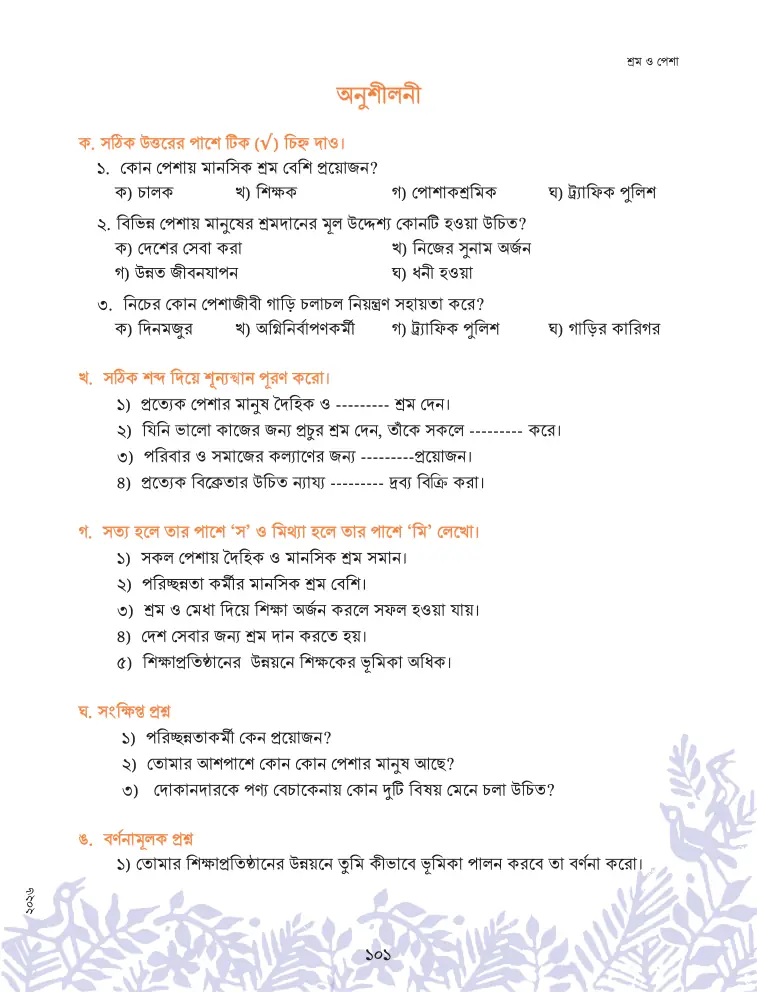 শ্রম ও পেশা
অনুশীলনী
ক. সঠিক উত্তরের পাশে টিক (√) চিহ্ন দাও।
১. কোন পেশায় মানসিক শ্রম বেশি প্রয়োজন?
ক) চালক খ) শিক্ষক গ) পোশাকশ্রমিক ঘ) ট্র্যাফিক পুলিশ
২. বিভিন্ন পেশায় মানুষের শ্রমদানের মূল উদ্দেশ্য কোনটি হওয়া উচিত?
ক) দেশের সেবা করা খ) নিজের সুনাম অর্জন
গ) উন্নত জীবনযাপন ঘ) ধনী হওয়া
৩. নিচের কোন পেশাজীবী গাড়ি চলাচল নিয়ন্ত্রণ সহায়তা করে?
ক) দিনমজুর খ) অগ্নিনির্বাপণকর্মী গ) ট্র্যাফিক পুলিশ ঘ) গাড়ির কারিগর
খ. সঠিক শব্দ দিয়ে শূন্যস্থান পূরণ করো।
১) প্রত্যেক পেশার মানুষ দৈহিক ও --------- শ্রম দেন।
২) যিনি ভালো কাজের জন্য প্রচুর শ্রম দেন, তাঁকে সকলে --------- করে।
৩) পরিবার ও সমাজের কল্যাণের জন্য ---------প্রয়োজন।
৪) প্রত্যেক বিক্রেতার উচিত ন্যায্য --------- দ্রব্য বিক্রি করা।
গ. সত্য হলে তার পাশে ‘স’ ও মিথ্যা হলে তার পাশে ‘মি’ লেখো।
১) সকল পেশায় দৈহিক ও মানসিক শ্রম সমান।
২) পরিচ্ছন্নতা কর্মীর মানসিক শ্রম বেশি।
৩) শ্রম ও মেধা দিয়ে শিক্ষা অর্জন করলে সফল হওয়া যায়।
৪) দেশ সেবার জন্য শ্রম দান করতে হয়।
৫) শিক্ষাপ্রতিষ্ঠানের উন্নয়নে শিক্ষকের ভূমিকা অধিক।
ঘ. সংক্ষিপ্ত প্রশ্ন
১) পরিচ্ছন্নতাকর্মী কেন প্রয়োজন?
২) তোমার আশপাশে কোন কোন পেশার মানুষ আছে?
৩) দোকানদারকে পণ্য বেচাকেনায় কোন দুটি বিষয় মেনে চলা উচিত?
ঙ. বর্ণনামূলক প্রশ্ন
১) তোমার শিক্ষাপ্রতিষ্ঠানের উন্নয়নে তুমি কীভাবে ভূমিকা পালন করবে তা বর্ণনা করো।
২০২৬
১০১